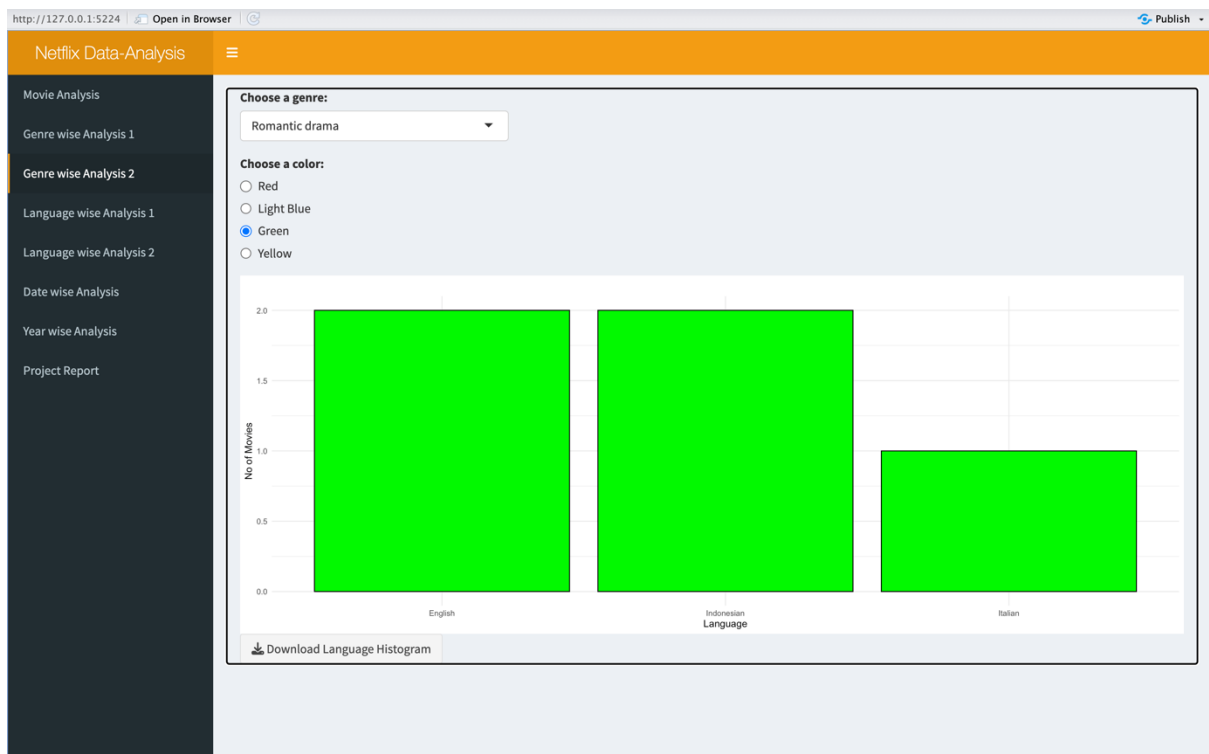 http://127.0.0.1:5224 Open in Browser Publish
Netflix Data-Analysis
Movie Analysis
Genre wise Analysis 1
Genre wise Analysis 2
Language wise Analysis 1
Language wise Analysis 2
Date wise Analysis
Year wise Analysis
Project Report
Choose a genre:
Romantic drama
Choose a color:
Red
Light Blue
Green
Yellow
No of Movies
2.0
1.5
1.0
0.5
0.0
English Indonesian Italian
Language
Download Language Histogram